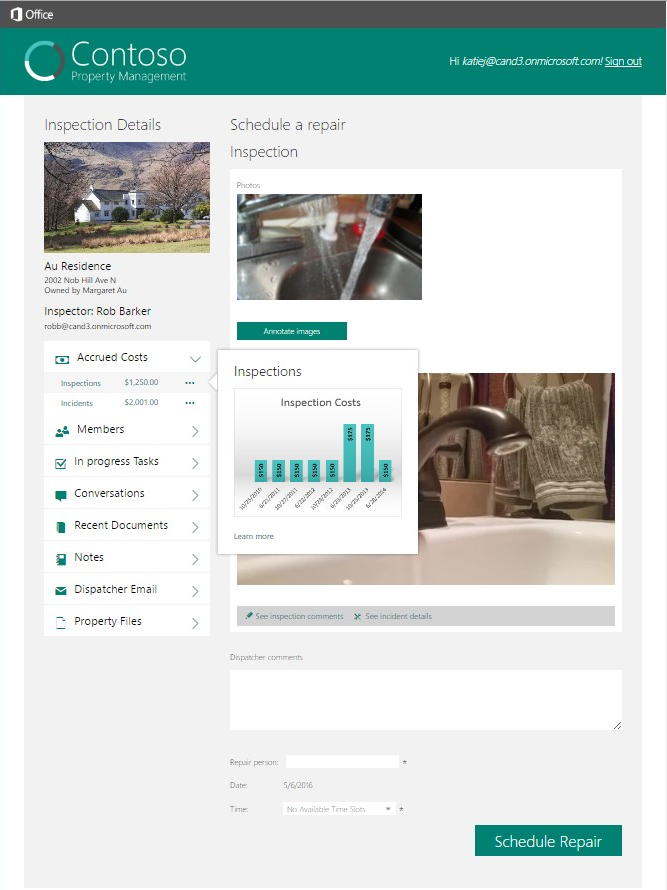 Office
Contoso
Property Management
Hi katiej@cand3.onmicrosoft.com! Sign out
Inspection Details
Au Residence
2002 Nob Hill Ave N
Owned by Margaret Au
Inspector: Rob Barker
robb@cand3.onmicrosoft.com
Accrued Costs
Inspections $1,250.00 •••
Incidents $2,001.00 •••
Members
In progress Tasks
Conversations
Recent Documents
Notes
Dispatcher Email
Property Files
Schedule a repair
Inspection
Photos
Annotate images
Inspections
Inspection Costs
$150 $150 $150 $150 $150 $375 $375 $150
10/25/2010 6/21/2011 10/27/2011 6/22/2012 10/24/2012 6/20/2013 10/25/2013 6/28/2014
Learn more
See inspection comments See incident details
Dispatcher comments
Repair person: *
Date: 5/6/2016
Time: No Available Time Slots *
Schedule Repair